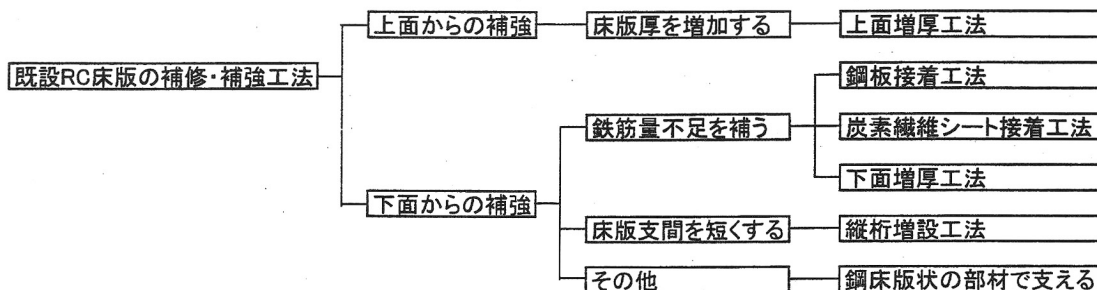 既設RC床版の補修・補強工法
上面からの補強
床版厚を増加する
上面増厚工法
下面からの補強
鉄筋量不足を補う
鋼板接着工法
炭素繊維シート接着工法
下面増厚工法
床版支間を短くする
縦桁増設工法
その他
鋼床版状の部材で支える